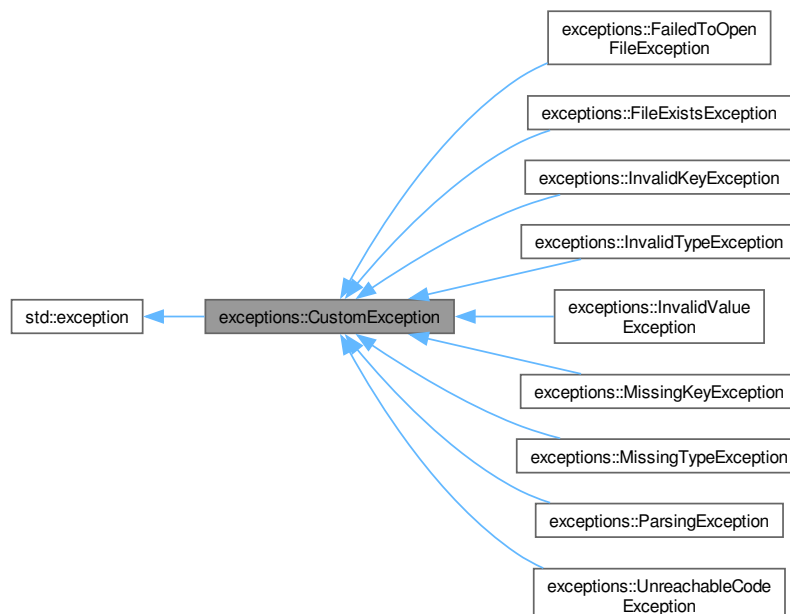 exceptions::FailedToOpen
FileException
exceptions::FileExistsException
exceptions::InvalidKeyException
exceptions::InvalidTypeException
std::exception
exceptions::CustomException
exceptions::InvalidValue
Exception
exceptions::MissingKeyException
exceptions::MissingTypeException
exceptions::ParsingException
exceptions::UnreachableCode
Exception